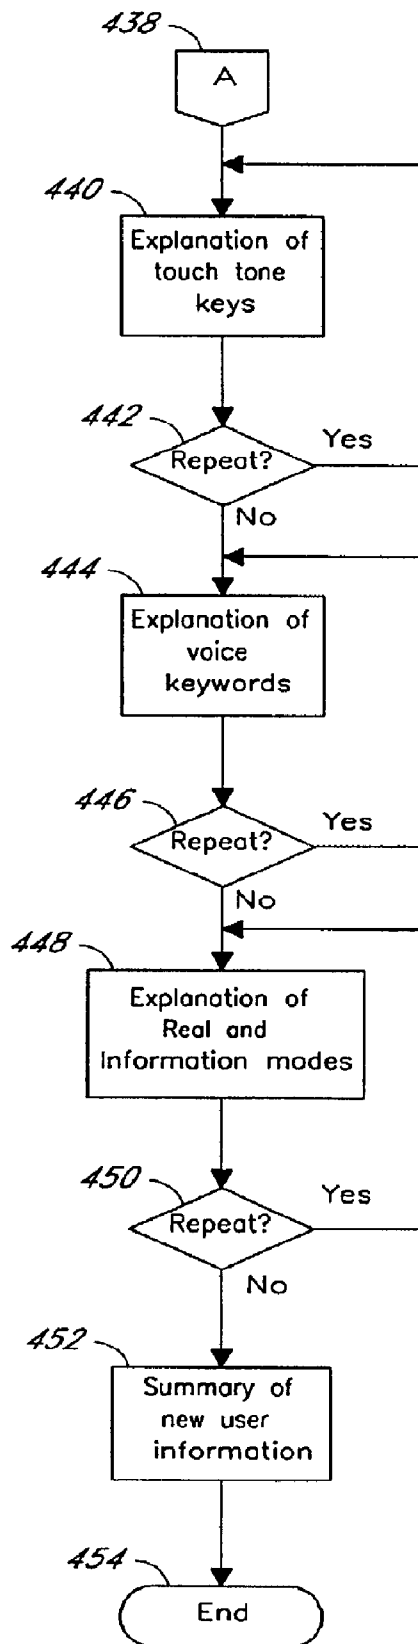 438
A
440
Explanation of
touch tone
keys
442
Repeat?
Yes
No
444
Explanation of
voice
keywords
446
Repeat?
Yes
No
448
Explanation of
Real and
Information modes
450
Repeat?
Yes
No
452
Summary of
new user
information
454
End